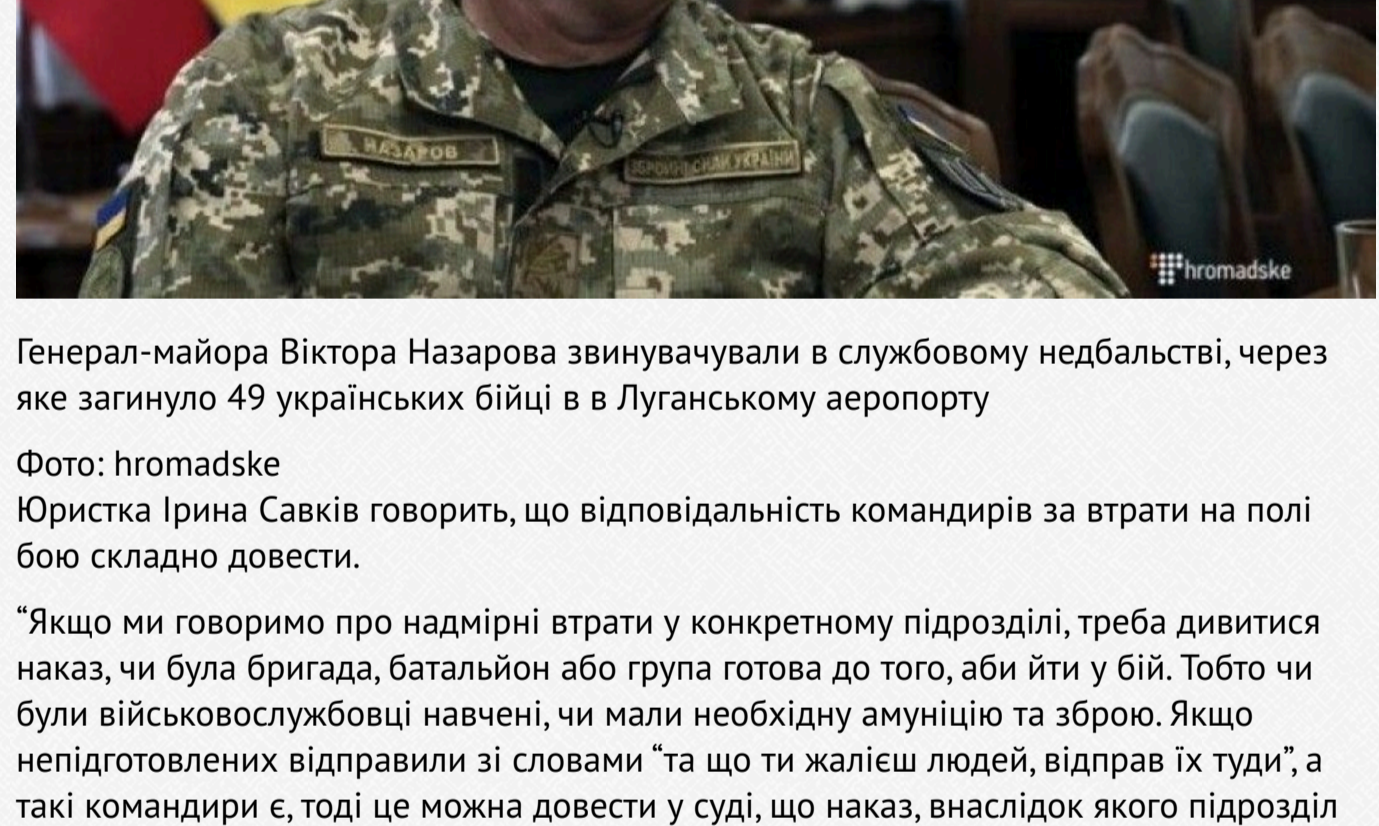 НАЗАРОВ
ЗБРОЙНІ СИЛИ УКРАЇНИ
hromadske
Генерал-майора Віктора Назарова звинувачували в службовому недбальстві, через
яке загинуло 49 українських бійці в в Луганському аеропорту
Фото: hromadske
Юристка Ірина Савків говорить, що відповідальність командирів за втрати на полі
бою складно довести.
“Якщо ми говоримо про надмірні втрати у конкретному підрозділі, треба дивитися
наказ, чи була бригада, батальйон або група готова до того, аби йти у бій. Тобто чи
були військовослужбовці навчені, чи мали необхідну амуніцію та зброю. Якщо
непідготовлених відправили зі словами “та що ти жалієш людей, відправ їх туди”, а
такі командири є, тоді це можна довести у суді, що наказ, внаслідок якого підрозділ